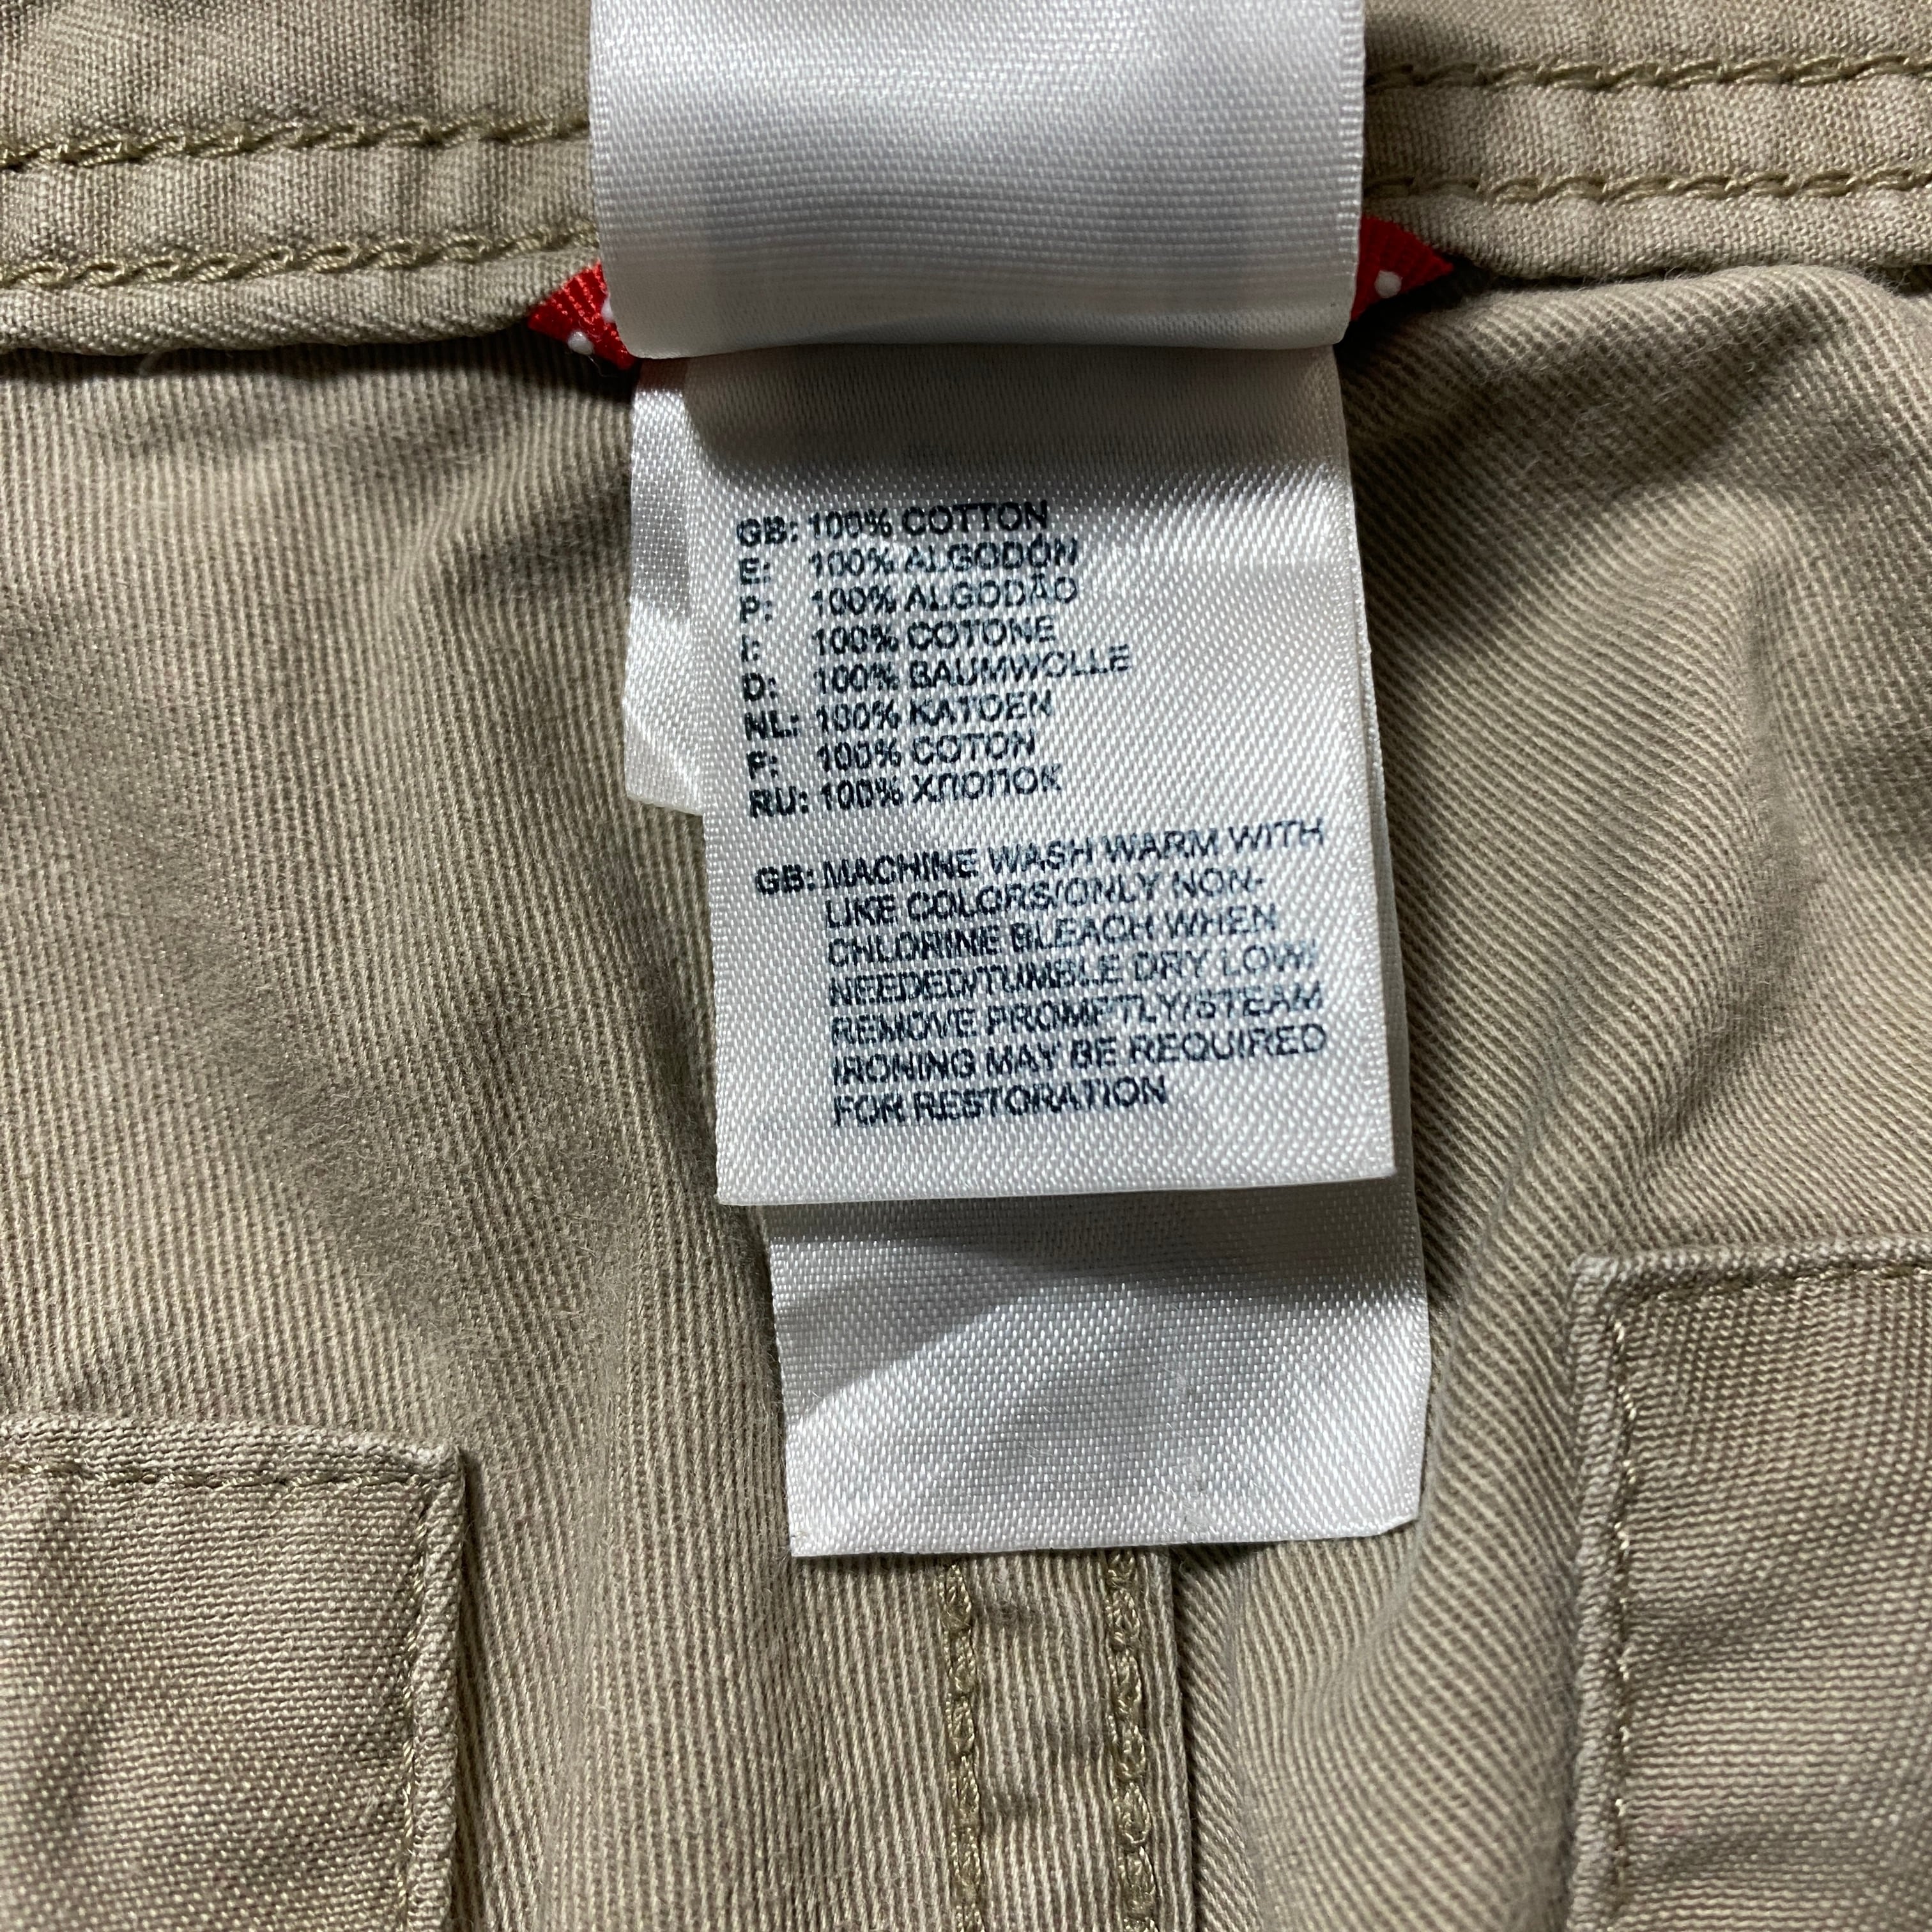 GB: 100% COTTON
E: 100% ALGODÓN
P: 100% ALGODÃO
I: 100% COTONE
D: 100% BAUMWOLLE
NL: 100% KATOEN
F: 100% COTON
RU: 100% ХЛОПОК
GB: MACHINE WASH WARM WITH
LIKE COLORS/ONLY NON-
CHLORINE BLEACH WHEN
NEEDED/TUMBLE DRY LOW/
REMOVE PROMPTLY/STEAM
IRONING MAY BE REQUIRED
FOR RESTORATION